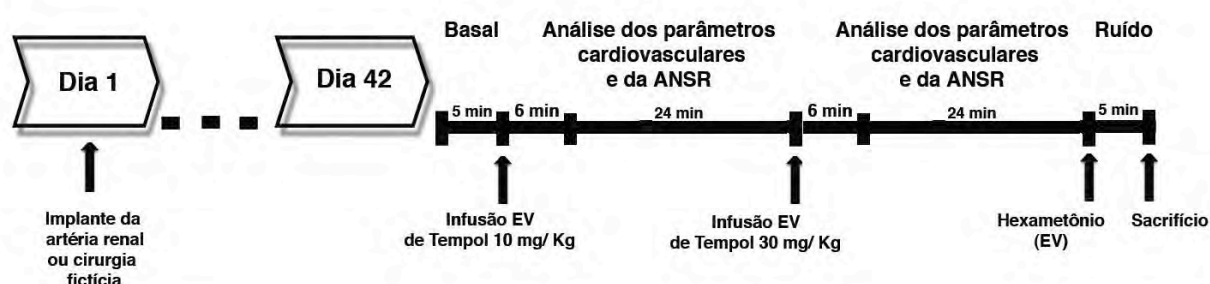 Basal
Análise dos parâmetros
cardiovasculares
e da ANSR
Análise dos parâmetros
cardiovasculares
e da ANSR
Ruído
Dia 1
Dia 42
5 min
6 min
24 min
6 min
24 min
5 min
Implante da
artéria renal
ou cirurgia
fictícia
Infusão EV
de Tempol 10 mg/ Kg
Infusão EV
de Tempol 30 mg/ Kg
Hexametônio
(EV)
Sacrifício